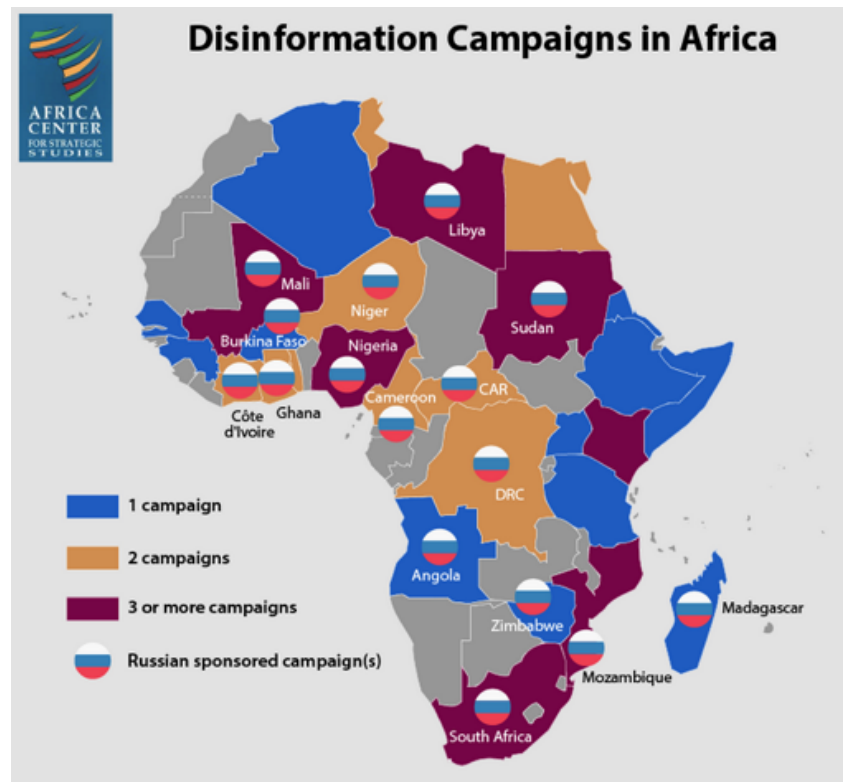 Disinformation Campaigns in Africa
AFRICA
CENTER
FOR STRATEGIC
STUDIES
Libya
Mali
Niger
Sudan
Burkina Faso
Nigeria
Cameroon
CAR
Côte
d'Ivoire
Ghana
DRC
1 campaign
2 campaigns
Angola
3 or more campaigns
Zimbabwe
Madagascar
Russian sponsored campaign(s)
Mozambique
South Africa